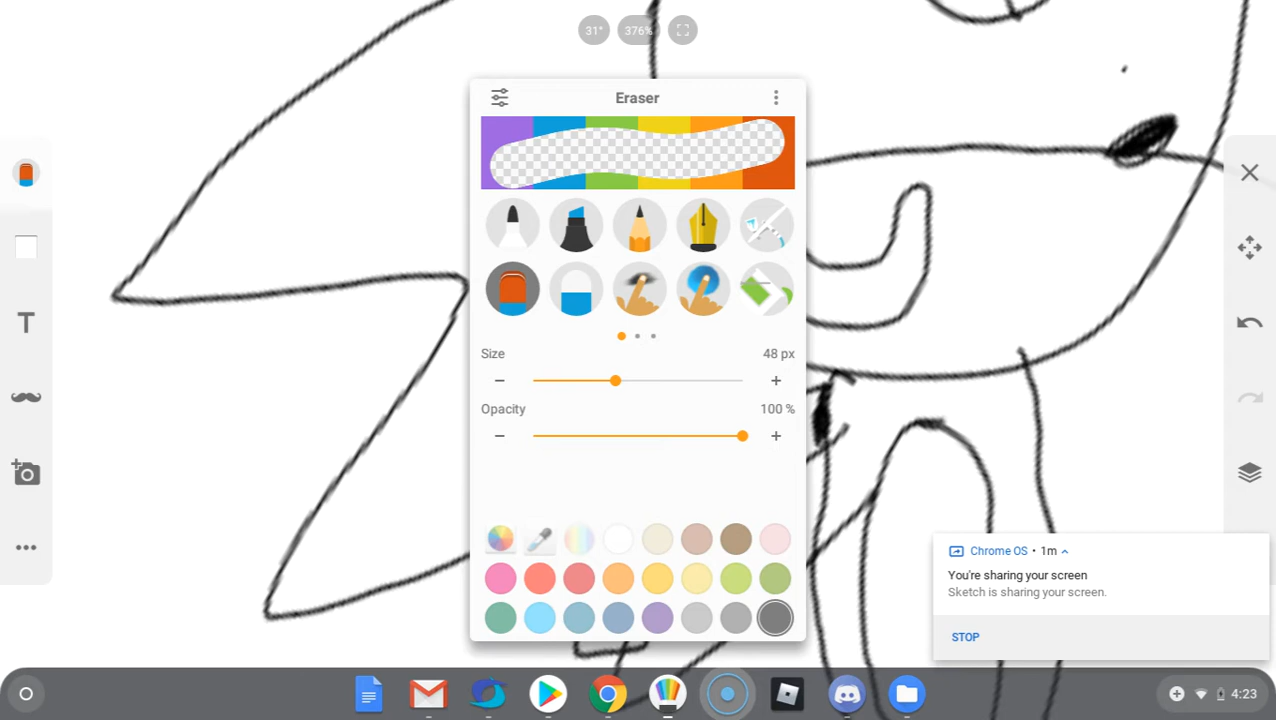 31°
376%
Eraser
Size
48 px
Opacity
100 %
T
Chrome OS • 1m
You're sharing your screen
Sketch is sharing your screen.
STOP
4:23